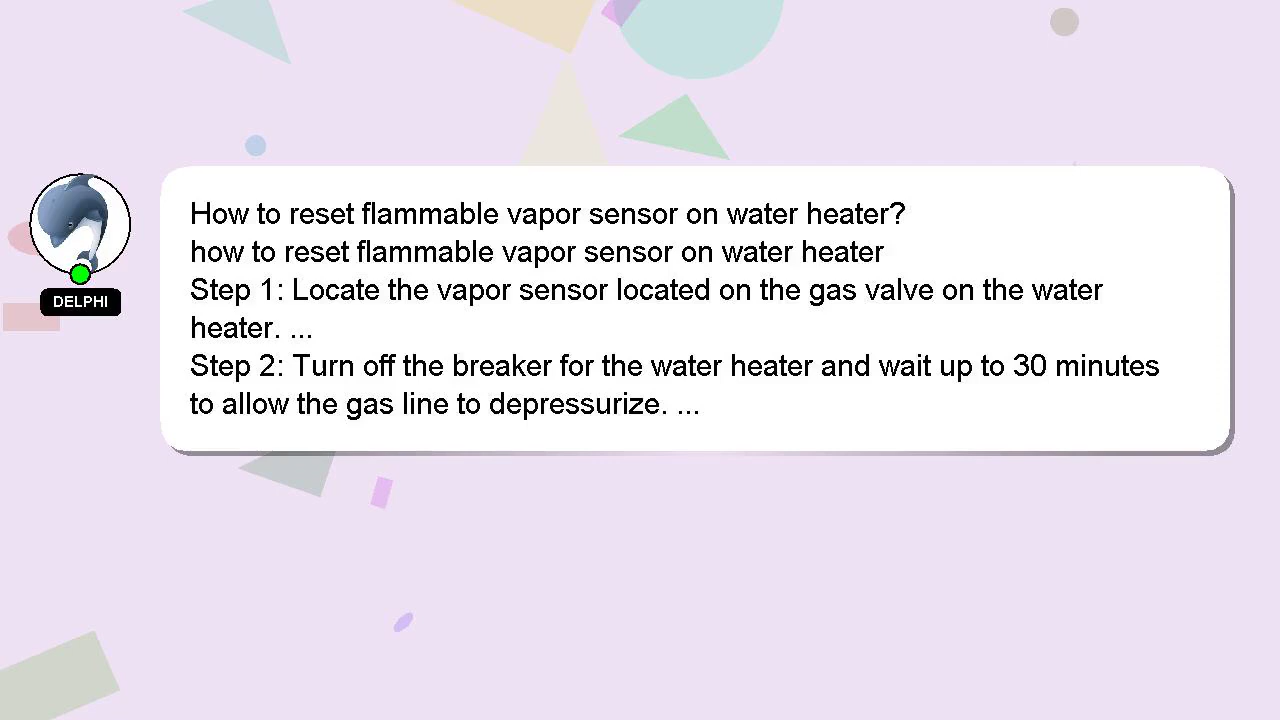 How to reset flammable vapor sensor on water heater?
how to reset flammable vapor sensor on water heater
Step 1: Locate the vapor sensor located on the gas valve on the water
heater. ...
Step 2: Turn off the breaker for the water heater and wait up to 30 minutes
to allow the gas line to depressurize. ...
DELPHI